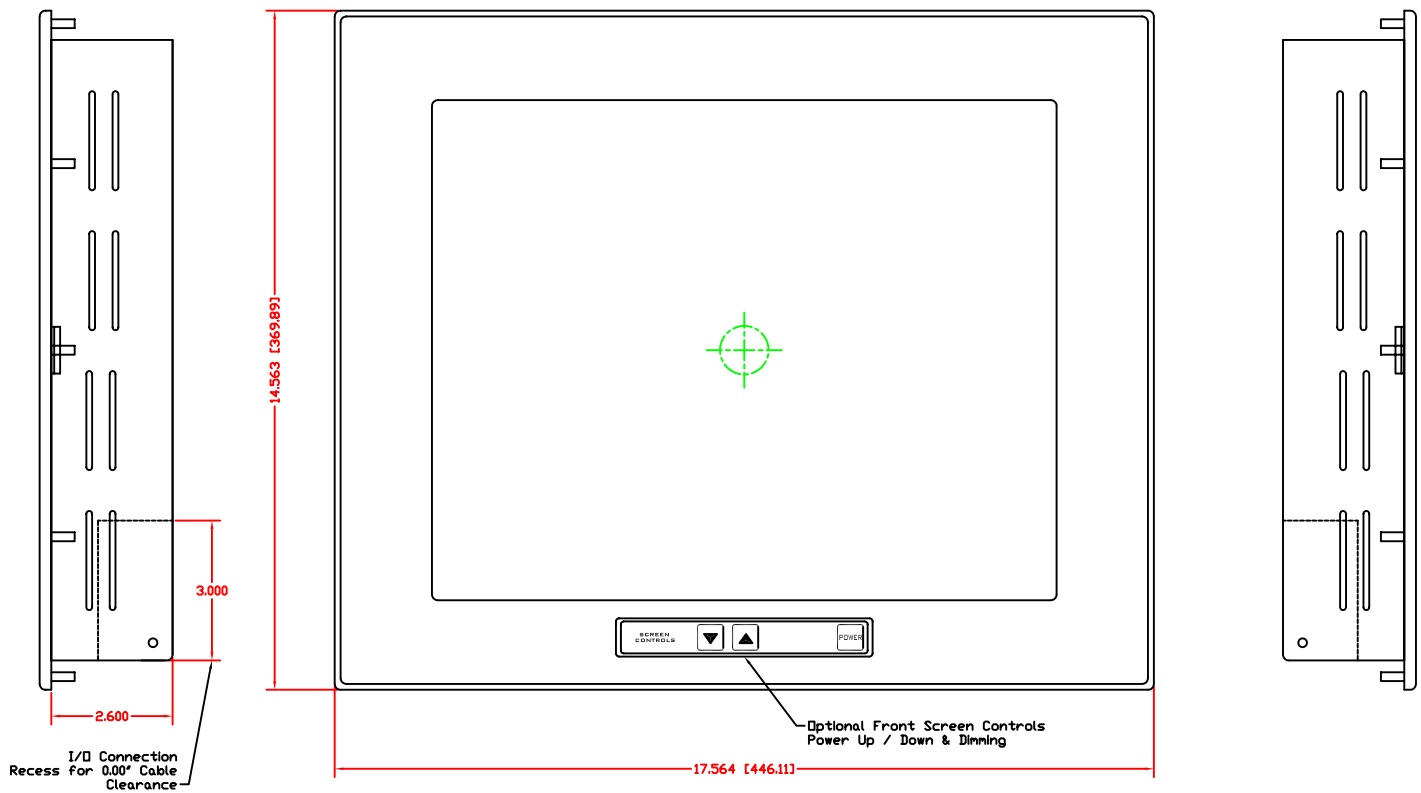 14.563 [369.89]
3.000
SCREEN
CONTROLS
POWER
2.600
Optional Front Screen Controls
Power Up / Down & Dimming
I/O Connection
Recess for 0.00" Cable
Clearance
17.564 [446.11]